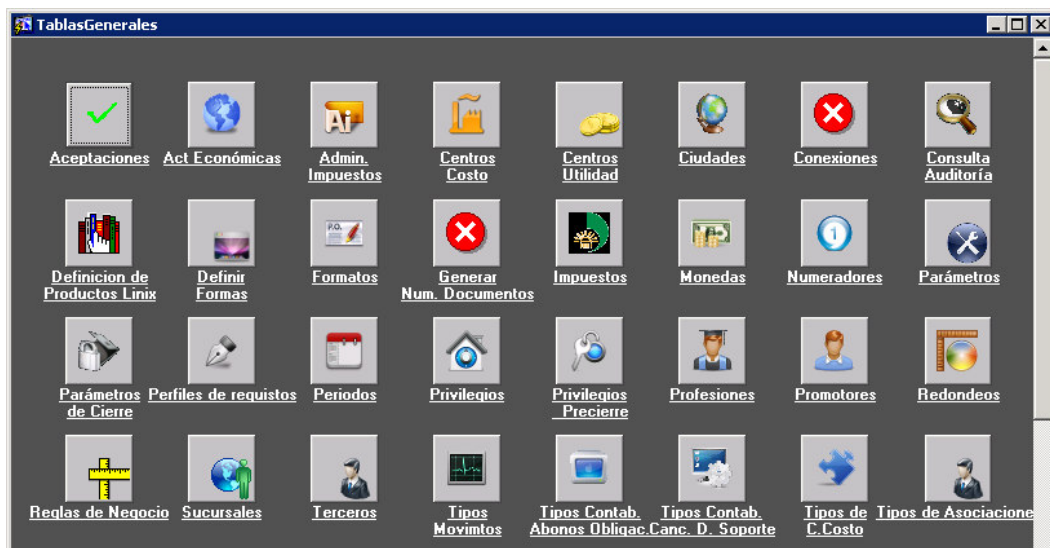 TablasGenerales
Aceptaciones Act Económicas Admin. Centros Centros Ciudades Conexiones Consulta
Impuestos Costo Utilidad Auditoría
P.O.
1
Definicion de Definir Formatos Generar Impuestos Monedas Numeradores Parámetros
Productos Linix Formas Num. Documentos
Parámetros Perfiles de requistos Periodos Privilegios Privilegios Profesiones Promotores Redondeos
de Cierre _Precierre
Reglas de Negocio Sucursales Terceros Tipos Tipos Contab. Tipos Contab. Tipos de Tipos de Asociacione
Movimtos Abonos Obligac. Canc. D. Soporte C.Costo